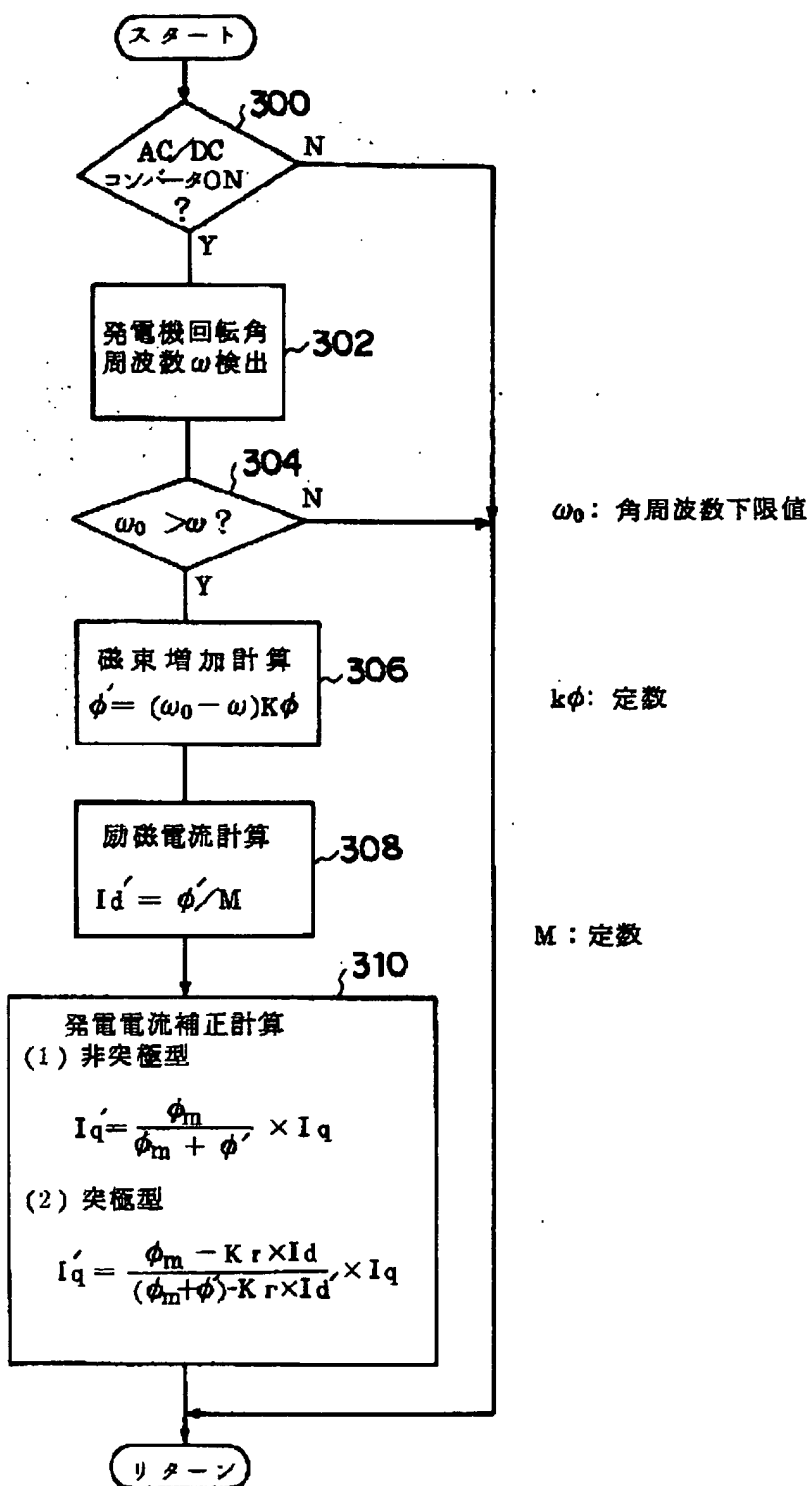 スタート
300
AC/DC
コンバータON
?
N
Y
発電機回転角
周波数ω検出
302
304
ω₀ >ω ?
N
Y
ω₀: 角周波数下限値
磁束増加計算
φ′= (ω₀−ω)Kφ
306
kφ: 定数
励磁電流計算
Id′ = φ′/M
308
M : 定数
310
発電電流補正計算
(1) 非突極型
Iq′= φm / (φm + φ′) × Iq
(2) 突極型
Iq′ = (φm − Kr×Id) / ((φm+φ′)-Kr×Id′) ×Iq
リターン